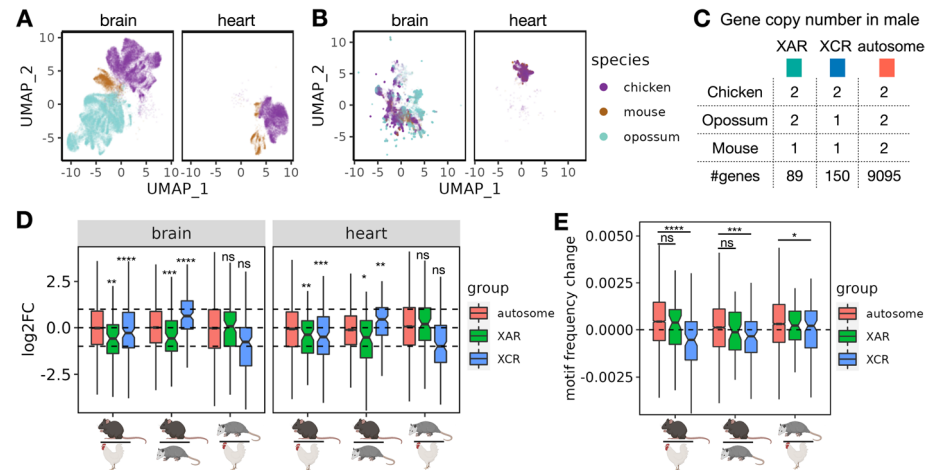 A
brain
heart
UMAP_2
10
5
0
-5
-10 -5 0 5 10
-10 -5 0 5 10
UMAP_1
B
brain
heart
UMAP_2
10
5
0
-5
-10 -5 0 5 10
-10 -5 0 5 10
UMAP_1
species
chicken
mouse
opossum
C Gene copy number in male
XAR XCR autosome
Chicken 2 2 2
Opossum 2 1 2
Mouse 1 1 2
#genes 89 150 9095
D
brain
heart
log2FC
2.5
0.0
-2.5
** **** *** **** ns ns
** *** * ** ns ns
group
autosome
XAR
XCR
E
motif frequency change
0.0050
0.0025
0.0000
-0.0025
****
ns
***
ns
*
group
autosome
XAR
XCR